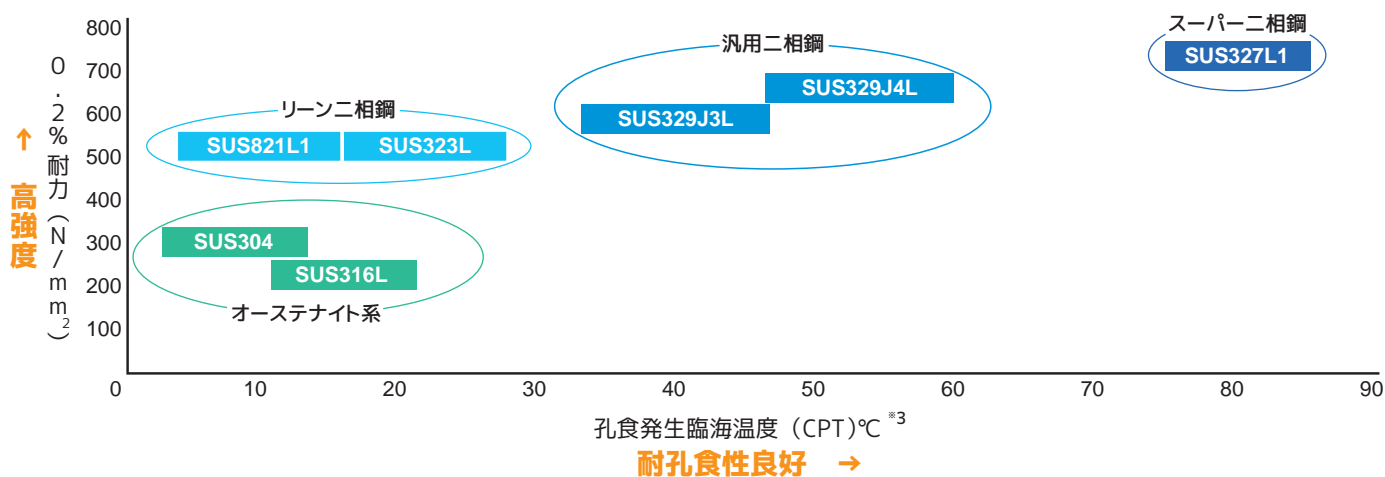 スーパー二相鋼
SUS327L1
汎用二相鋼
SUS329J4L
SUS329J3L
リーン二相鋼
SUS821L1
SUS323L
SUS304
SUS316L
オーステナイト系
↑ 高強度
0.2%耐力(N/mm2)
800
700
600
500
400
300
200
100
0
10
20
30
40
50
60
70
80
90
孔食発生臨海温度(CPT)℃ ※3
耐孔食性良好 →